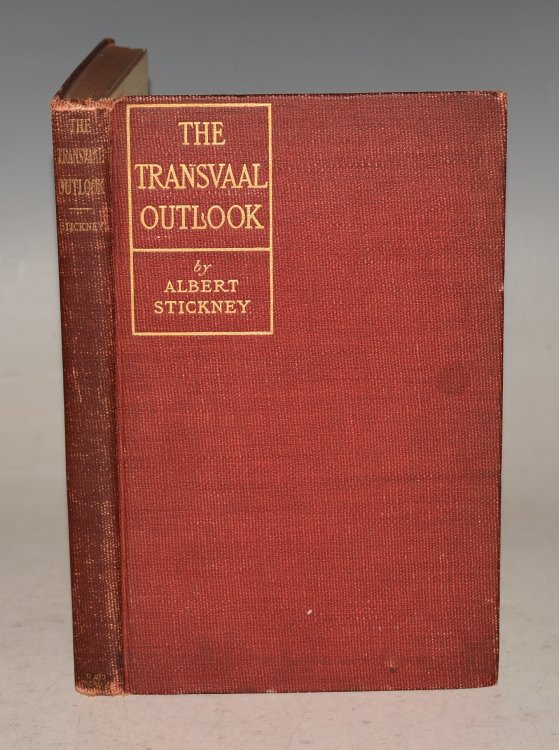 THE
TRANSVAAL
OUTLOOK
STICKNEY
THE
TRANSVAAL
OUTLOOK
by
ALBERT
STICKNEY